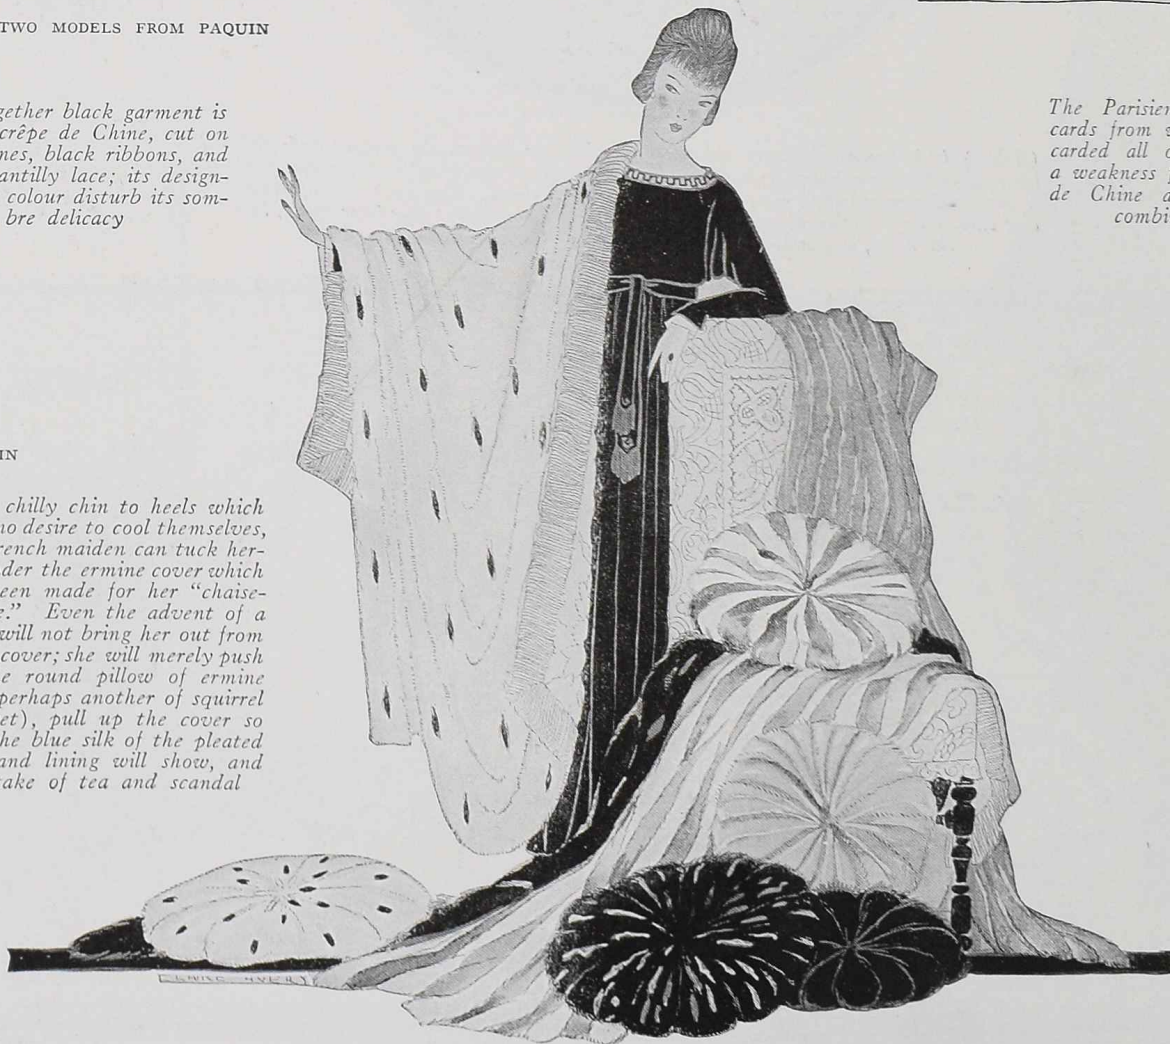 TWO MODELS FROM PAQUIN
gether black garment is
crêpe de Chine, cut on
nes, black ribbons, and
antilly lace; its design-
colour disturb its som-
bre delicacy
The Parisien
cards from
carded all
a weakness
de Chine
combi
IN
chilly chin to heels which
no desire to cool themselves,
rench maiden can tuck her-
der the ermine cover which
een made for her "chaise-
e." Even the advent of a
will not bring her out from
cover; she will merely push
e round pillow of ermine
perhaps another of squirrel
et), pull up the cover so
he blue silk of the pleated
and lining will show, and
take of tea and scandal
CLAIRE AVERY